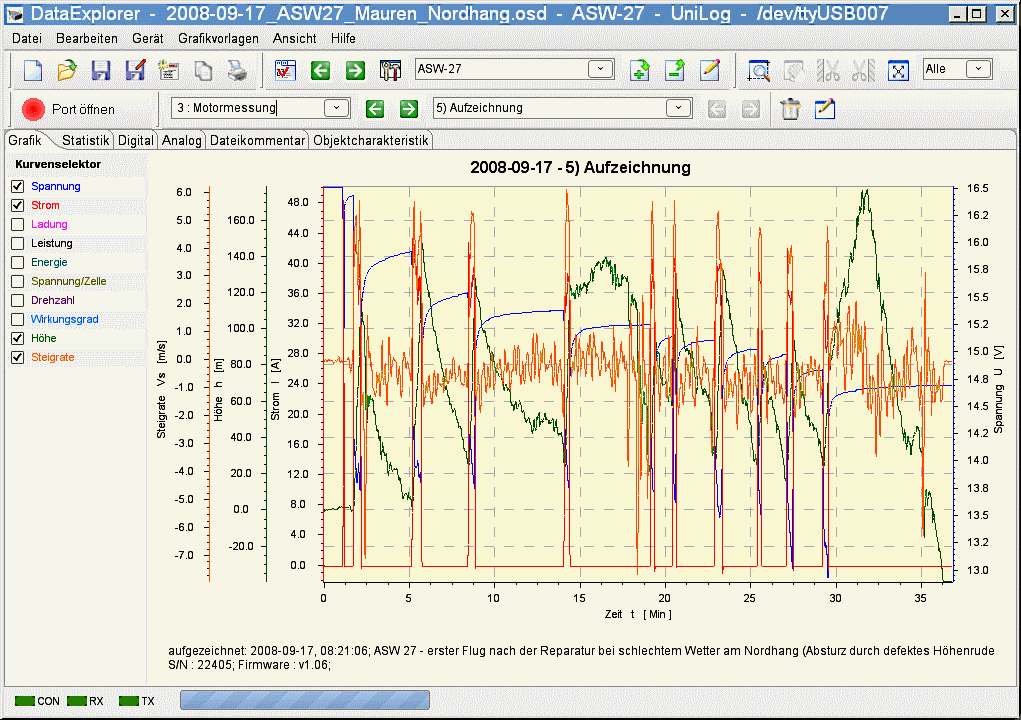 DataExplorer - 2008-09-17_ASW27_Mauren_Nordhang.osd - ASW-27 - UniLog - /dev/ttyUSB007
Datei Bearbeiten Gerät Grafikvorlagen Ansicht Hilfe
ASW-27 Alle
Port öffnen 3 : Motormessung 5) Aufzeichnung
Grafik Statistik Digital Analog Dateikommentar Objektcharakteristik
Kurvenselektor
Spannung
Strom
Ladung
Leistung
Energie
Spannung/Zelle
Drehzahl
Wirkungsgrad
Höhe
Steigrate
2008-09-17 - 5) Aufzeichnung
6.0
5.0
4.0
3.0
2.0
1.0
0.0
-1.0
-2.0
-3.0
-4.0
-5.0
-6.0
-7.0
Steigrate Vs [m/s]
160.0
140.0
120.0
100.0
80.0
60.0
40.0
20.0
0.0
-20.0
Höhe h [m]
48.0
44.0
40.0
36.0
32.0
28.0
24.0
20.0
16.0
12.0
8.0
4.0
0.0
Strom I [A]
16.5
16.2
16.0
15.8
15.5
15.2
15.0
14.8
14.5
14.2
14.0
13.8
13.5
13.2
13.0
Spannung U [V]
0 5 10 15 20 25 30 35
Zeit t [ Min ]
aufgezeichnet: 2008-09-17, 08:21:06; ASW 27 - erster Flug nach der Reparatur bei schlechtem Wetter am Nordhang (Absturz durch defektes Höhenrude
S/N : 22405; Firmware : v1.06;
CON RX TX